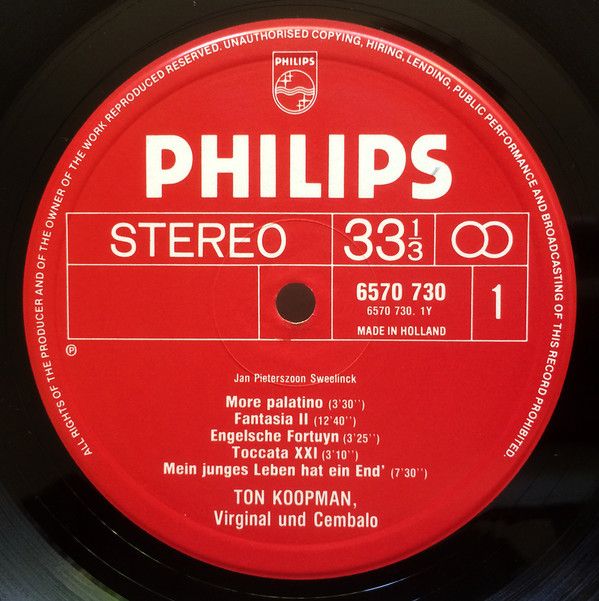 ALL RIGHTS OF THE PRODUCER AND OF THE OWNER OF THE WORK REPRODUCED RESERVED. UNAUTHORISED COPYING, HIRING, LENDING, PUBLIC PERFORMANCE AND BROADCASTING OF THIS RECORD PROHIBITED.
PHILIPS
PHILIPS
STEREO 33 1/3
6570 730 1
6570 730. 1Y
MADE IN HOLLAND
℗
Jan Pieterszoon Sweelinck
More palatino (3'30'')
Fantasia II (12'40'')
Engelsche Fortuyn (3'25'')
Toccata XXI (3'10'')
Mein junges Leben hat ein End' (7'30'')
TON KOOPMAN,
Virginal und Cembalo